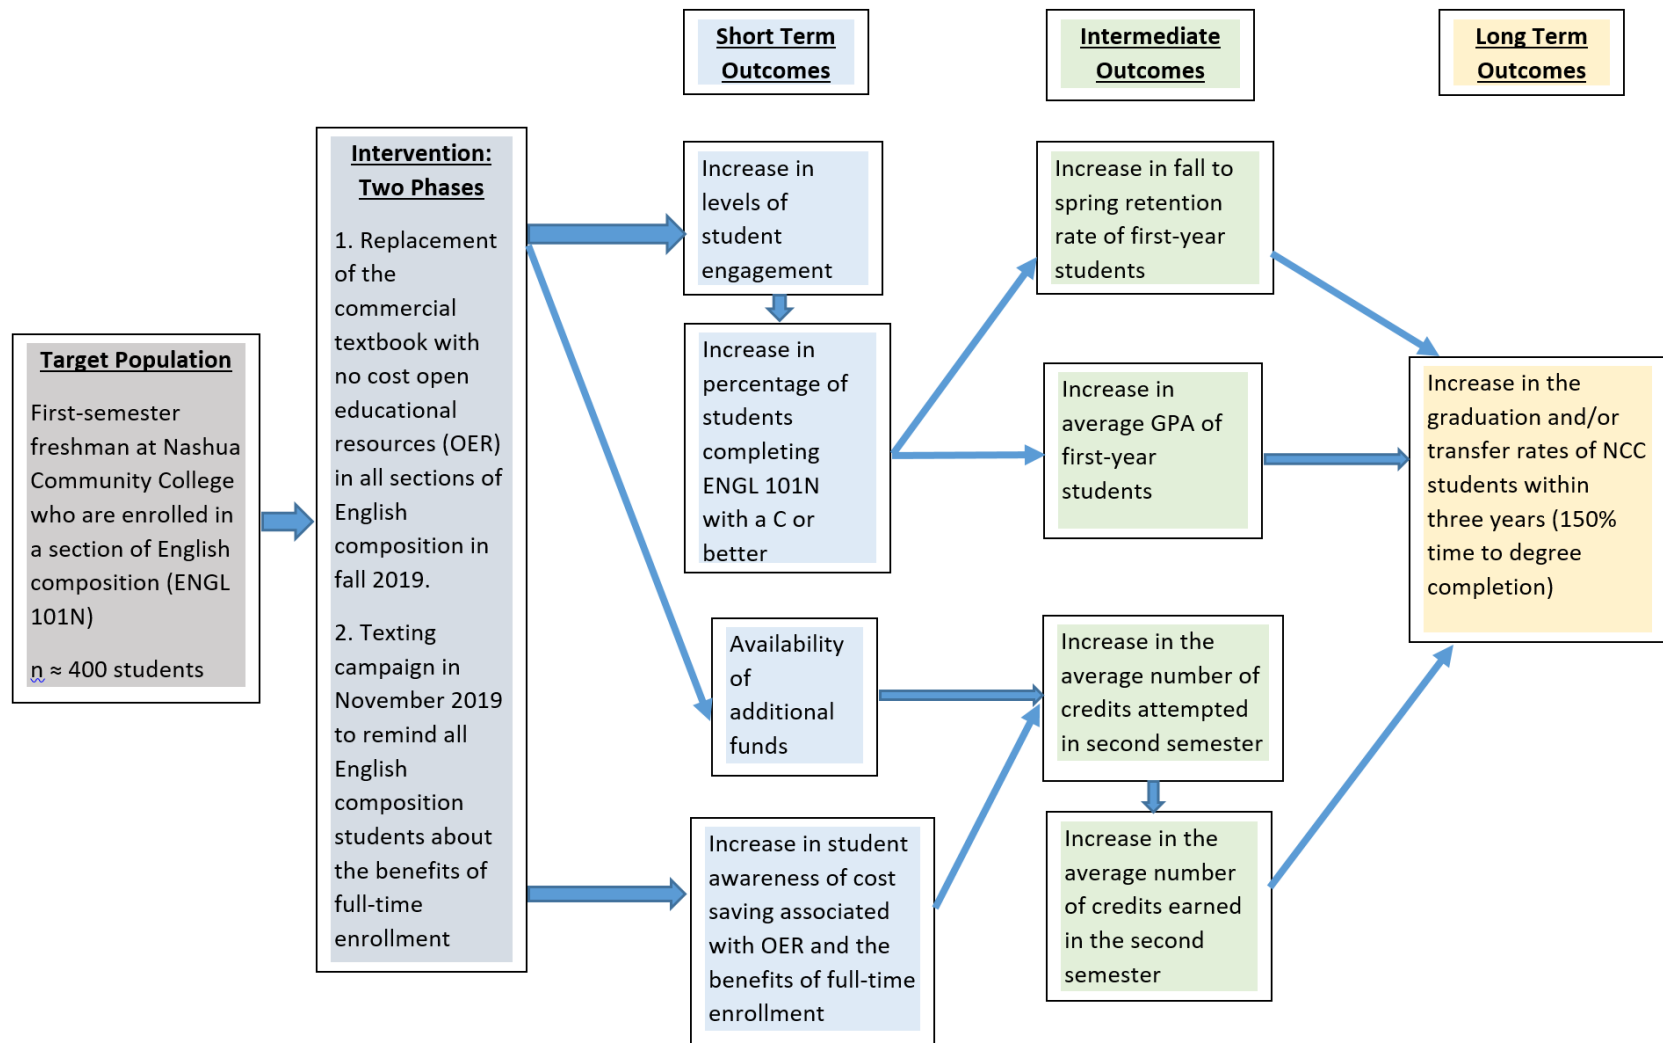 Short Term
Outcomes
Intermediate
Outcomes
Long Term
Outcomes
Target Population
First-semester
freshman at Nashua
Community College
who are enrolled in
a section of English
composition (ENGL
101N)
n ≈ 400 students
Intervention:
Two Phases
1. Replacement
of the
commercial
textbook with
no cost open
educational
resources (OER)
in all sections of
English
composition in
fall 2019.
2. Texting
campaign in
November 2019
to remind all
English
composition
students about
the benefits of
full-time
enrollment
Increase in
levels of
student
engagement
Increase in
percentage of
students
completing
ENGL 101N
with a C or
better
Availability
of
additional
funds
Increase in student
awareness of cost
saving associated
with OER and the
benefits of full-time
enrollment
Increase in fall to
spring retention
rate of first-year
students
Increase in
average GPA of
first-year
students
Increase in the
average number of
credits attempted
in second semester
Increase in the
average number
of credits earned
in the second
semester
Increase in the
graduation and/or
transfer rates of NCC
students within
three years (150%
time to degree
completion)